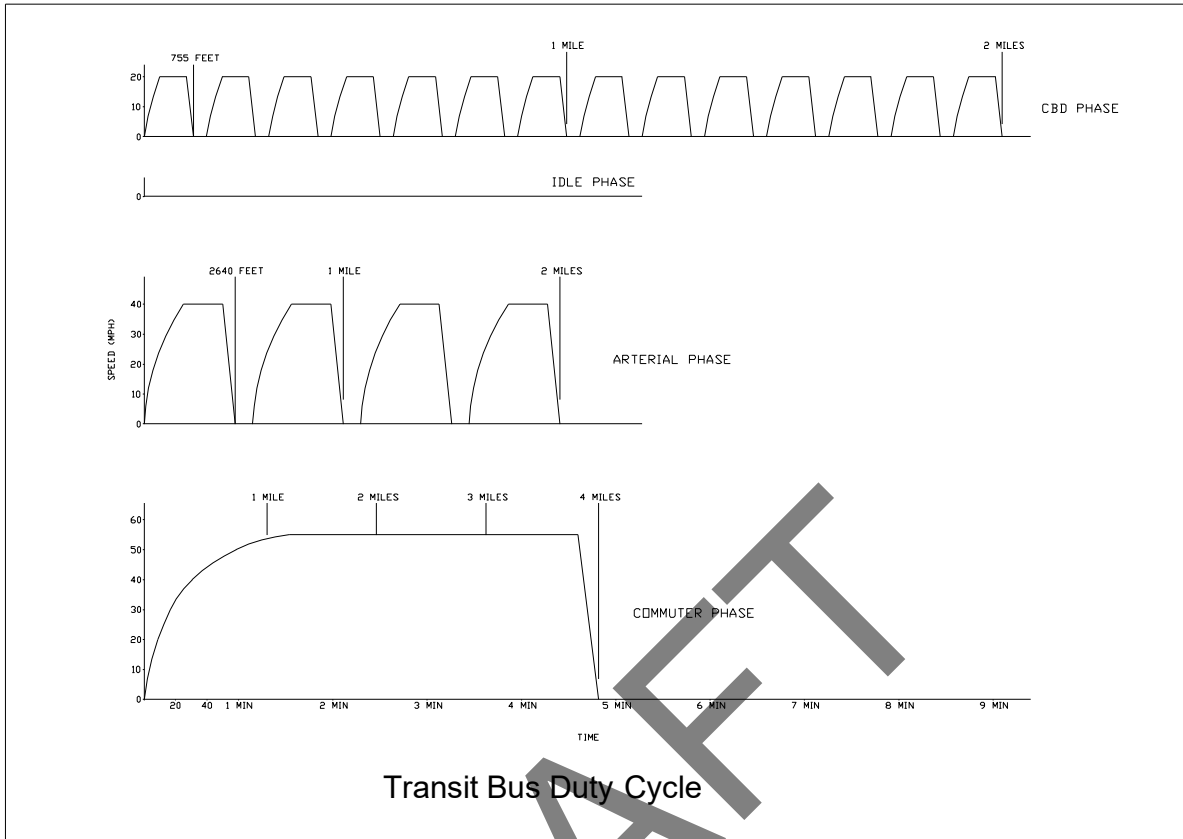 1 MILE 2 MILES
755 FEET
20
10
0
CBD PHASE
IDLE PHASE
0
2640 FEET 1 MILE 2 MILES
40
30
20
10
0
SPEED (MPH)
ARTERIAL PHASE
1 MILE 2 MILES 3 MILES 4 MILES
60
50
40
30
20
10
0
COMMUTER PHASE
20 40 1 MIN 2 MIN 3 MIN 4 MIN 5 MIN 6 MIN 7 MIN 8 MIN 9 MIN
TIME
Transit Bus Duty Cycle
AFT